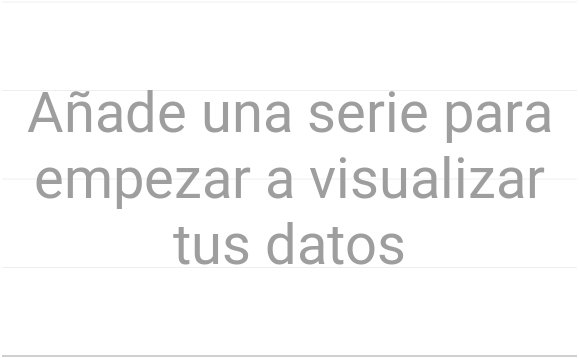 Añade una serie para
empezar a visualizar
tus datos